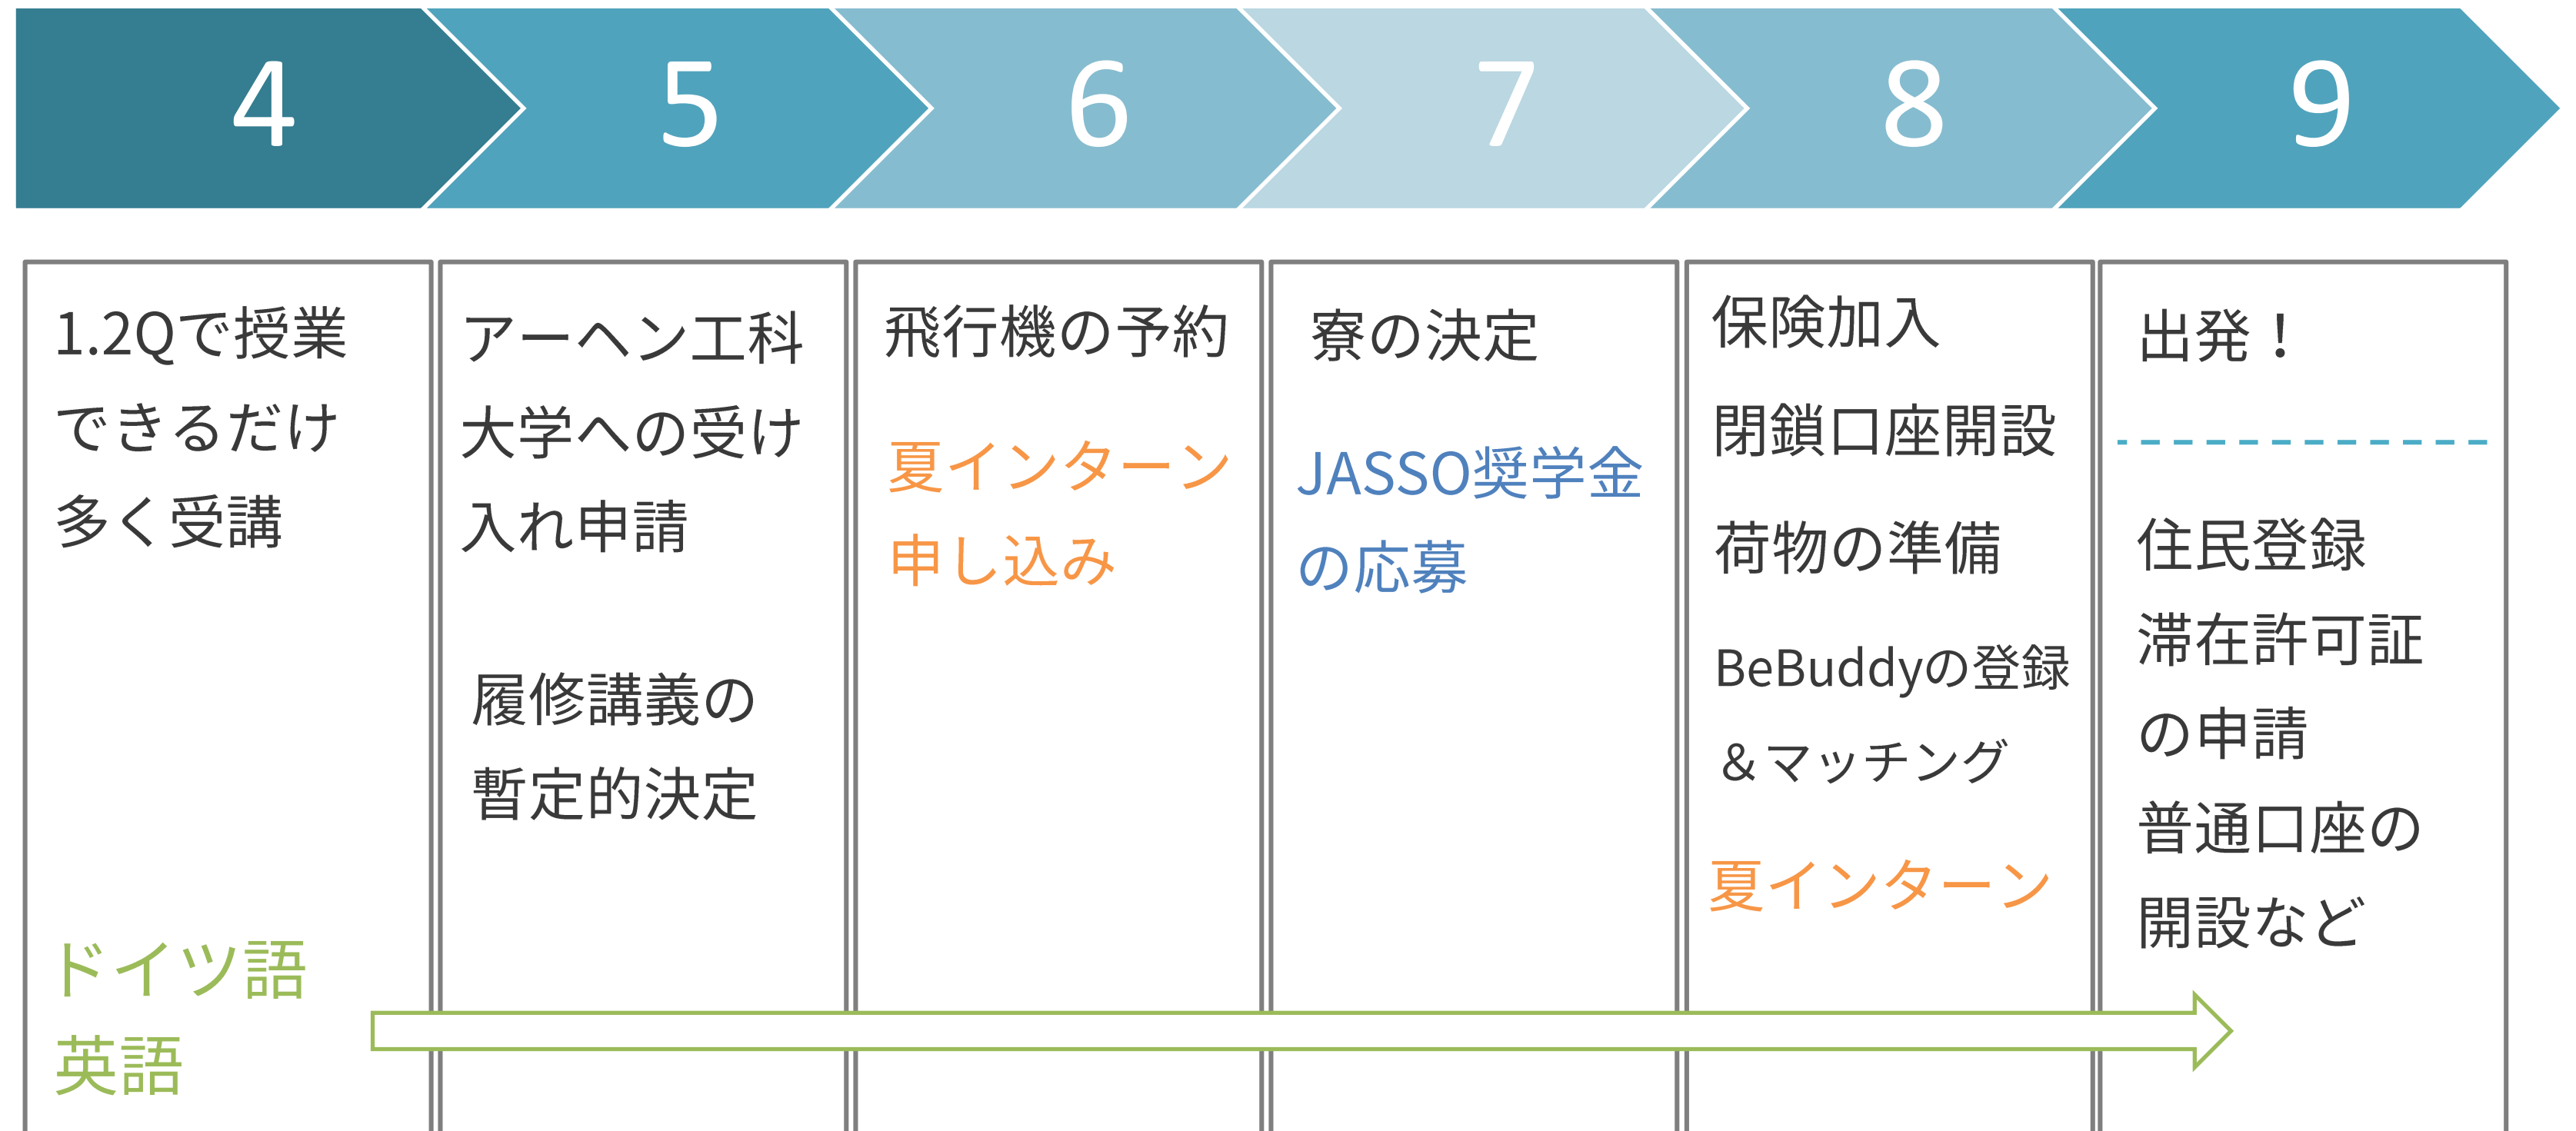 4
5
6
7
8
9
1.2Qで授業
できるだけ
多く受講
ドイツ語
英語
アーヘン工科
大学への受け
入れ申請
履修講義の
暫定的決定
飛行機の予約
夏インターン
申し込み
寮の決定
JASSO奨学金
の応募
保険加入
閉鎖口座開設
荷物の準備
BeBuddyの登録
＆マッチング
夏インターン
出発！
住民登録
滞在許可証
の申請
普通口座の
開設など